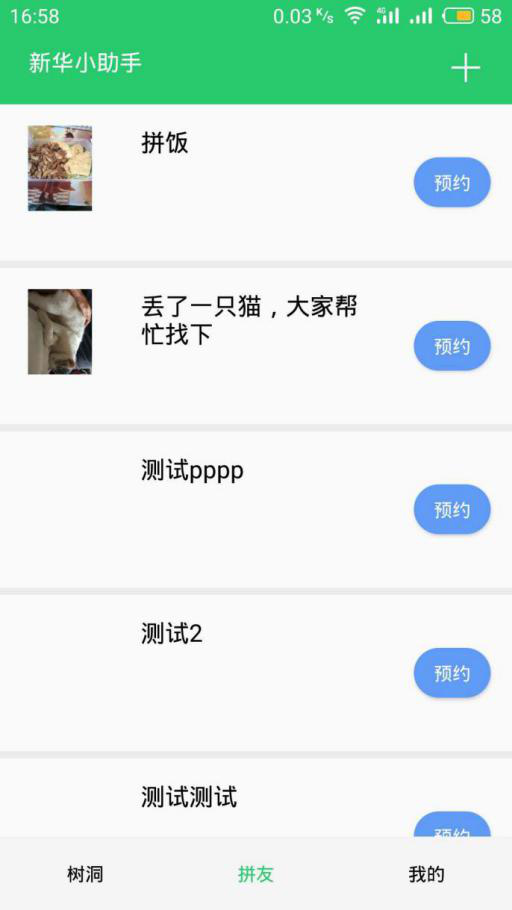 16:58
0.03 K/s 4G 58
新华小助手
拼饭
预约
丢了一只猫，大家帮
忙找下
预约
测试pppp
预约
测试2
预约
测试测试
预约
树洞
拼友
我的